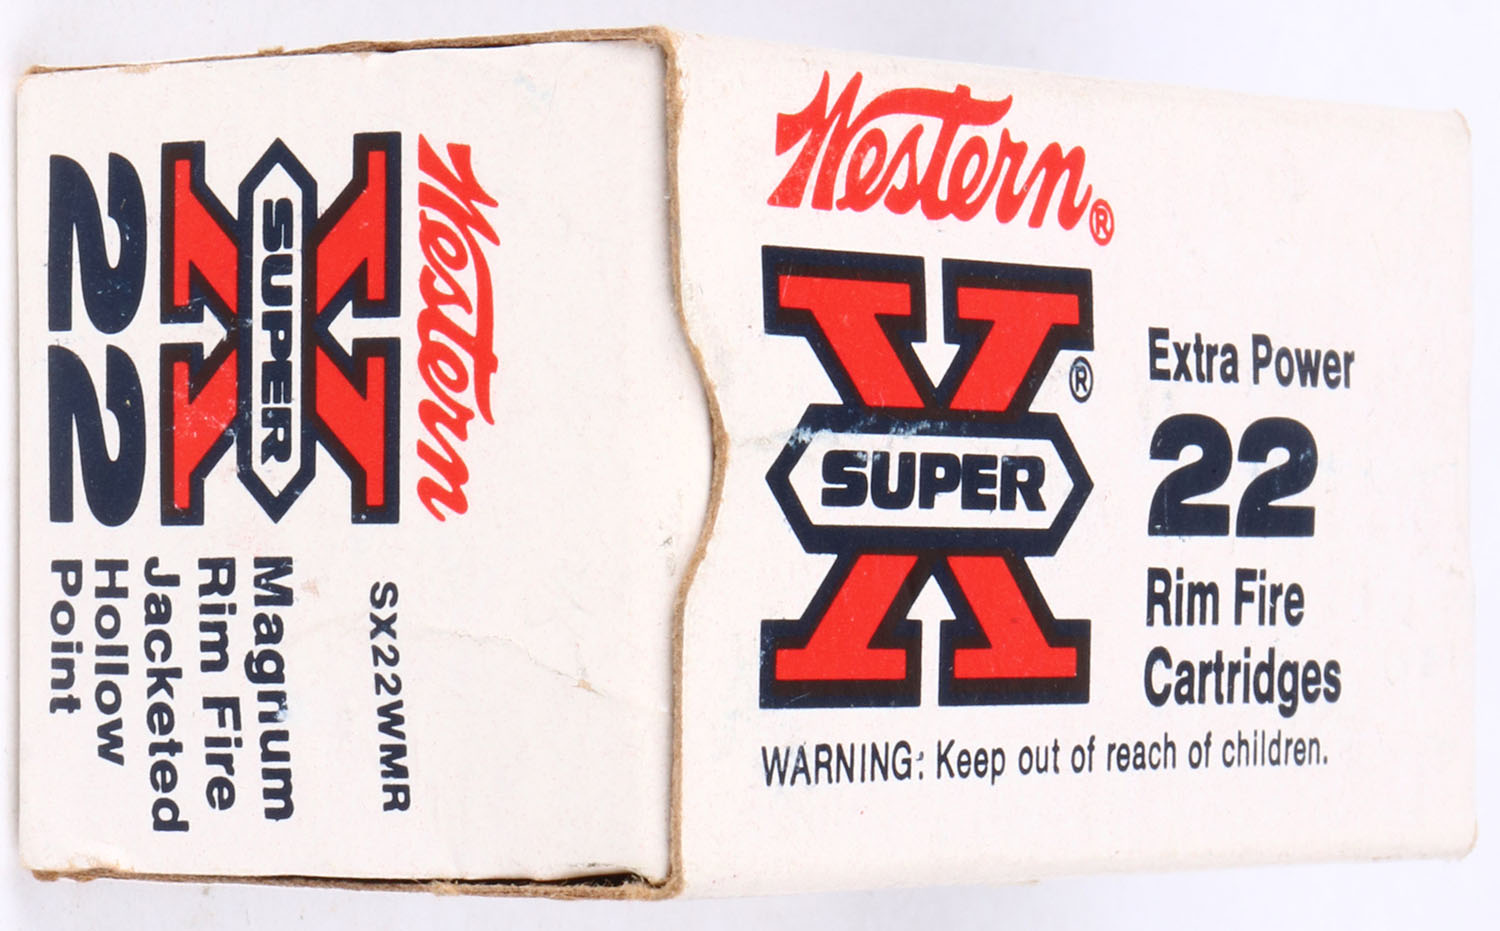 Western®
X®
SUPER
Extra Power
22
Rim Fire
Cartridges
WARNING: Keep out of reach of children.
Western
X
SUPER
22
SX22WMR
Magnum
Rim Fire
Jacketed
Hollow
Point